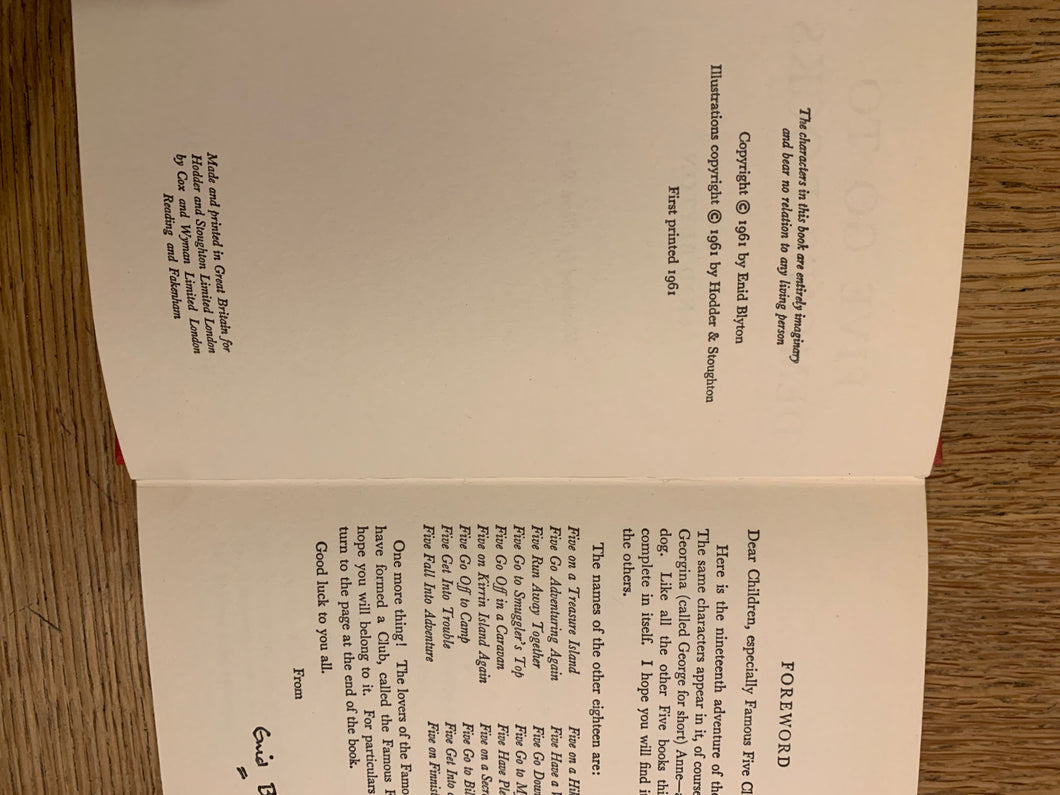 The characters in this book are entirely imaginary
and bear no relation to any living person
Copyright © 1961 by Enid Blyton
Illustrations copyright © 1961 by Hodder & Stoughton
First printed 1961
Made and printed in Great Britain for
Hodder and Stoughton Limited London
by Cox and Wyman Limited London
Reading and Fakenham
FOREWORD
Dear Children, especially Famous Five Cl
Here is the nineteenth adventure of the
The same characters appear in it, of course
Georgina (called George for short) Anne—a
dog. Like all the other Five books thi
complete in itself. I hope you will find i
the others.
The names of the other eighteen are:
Five on a Treasure Island
Five Go Adventuring Again
Five Run Away Together
Five Go to Smuggler's Top
Five Go Off in a Caravan
Five on Kirrin Island Again
Five Go Off to Camp
Five Get Into Trouble
Five Fall Into Adventure
Five on a Hik
Five Have a W
Five Go Down
Five Go to M
Five Have Ple
Five on a Secre
Five Go to Bil
Five Get Into a
Five on Finnist
One more thing! The lovers of the Famo
have formed a Club, called the Famous F
hope you will belong to it. For particulars
turn to the page at the end of the book.
Good luck to you all.
From
Enid B